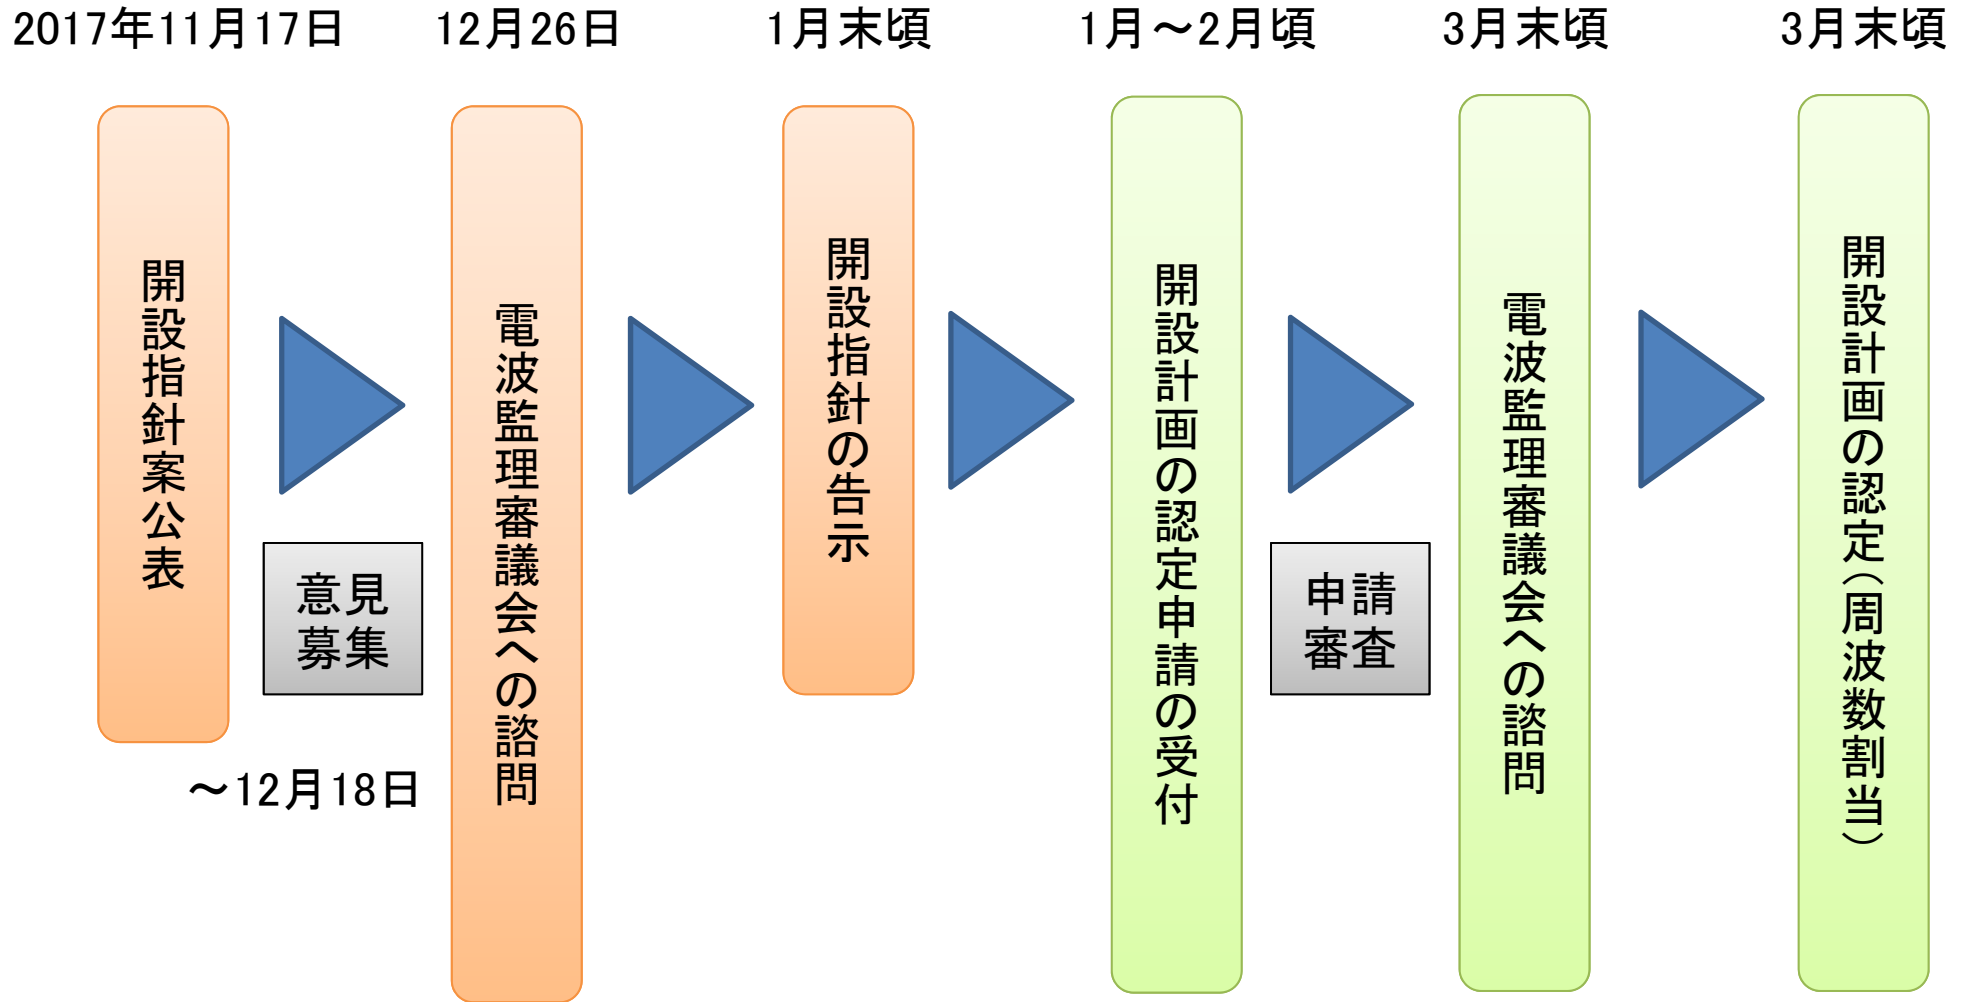 2017年11月17日
12月26日
1月末頃
1月～2月頃
3月末頃
3月末頃
開設指針案公表
意見
募集
～12月18日
電波監理審議会への諮問
開設指針の告示
開設計画の認定申請の受付
申請
審査
電波監理審議会への諮問
開設計画の認定（周波数割当）